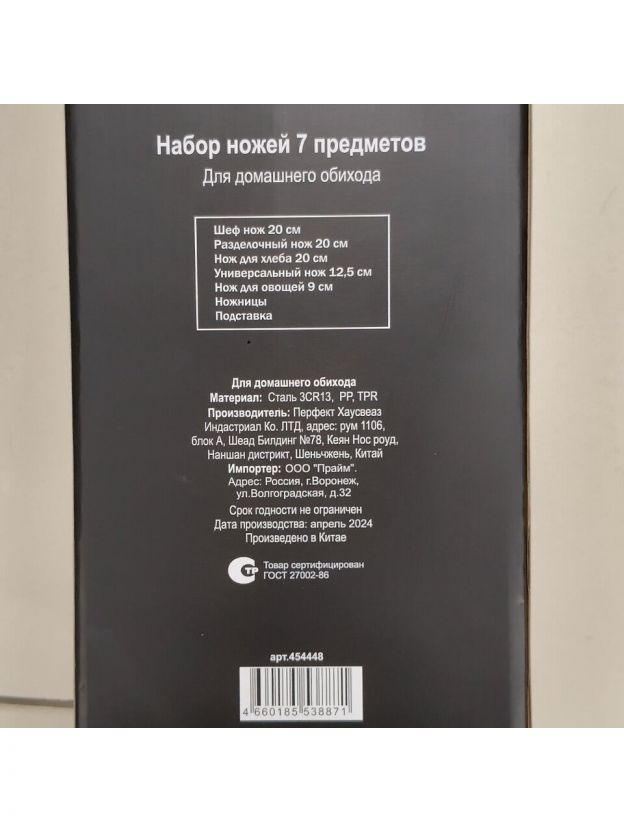 Набор ножей 7 предметов
Для домашнего обихода
Шеф нож 20 см
Разделочный нож 20 см
Нож для хлеба 20 см
Универсальный нож 12,5 см
Нож для овощей 9 см
Ножницы
Подставка
Для домашнего обихода
Материал: Сталь 3CR13, PP, TPR
Производитель: Перфект Хаусвеаз
Индастриал Ко. ЛТД, адрес: рум 1106,
блок А, Шеад Билдинг №78, Кеян Нос роуд,
Наншан дистрикт, Шеньчжень, Китай
Импортер: ООО "Прайм".
Адрес: Россия, г.Воронеж,
ул.Волгоградская, д.32
Срок годности не ограничен
Дата производства: апрель 2024
Произведено в Китае
СТР Товар сертифицирован
ГОСТ 27002-86
арт.454448
4 660185 538871